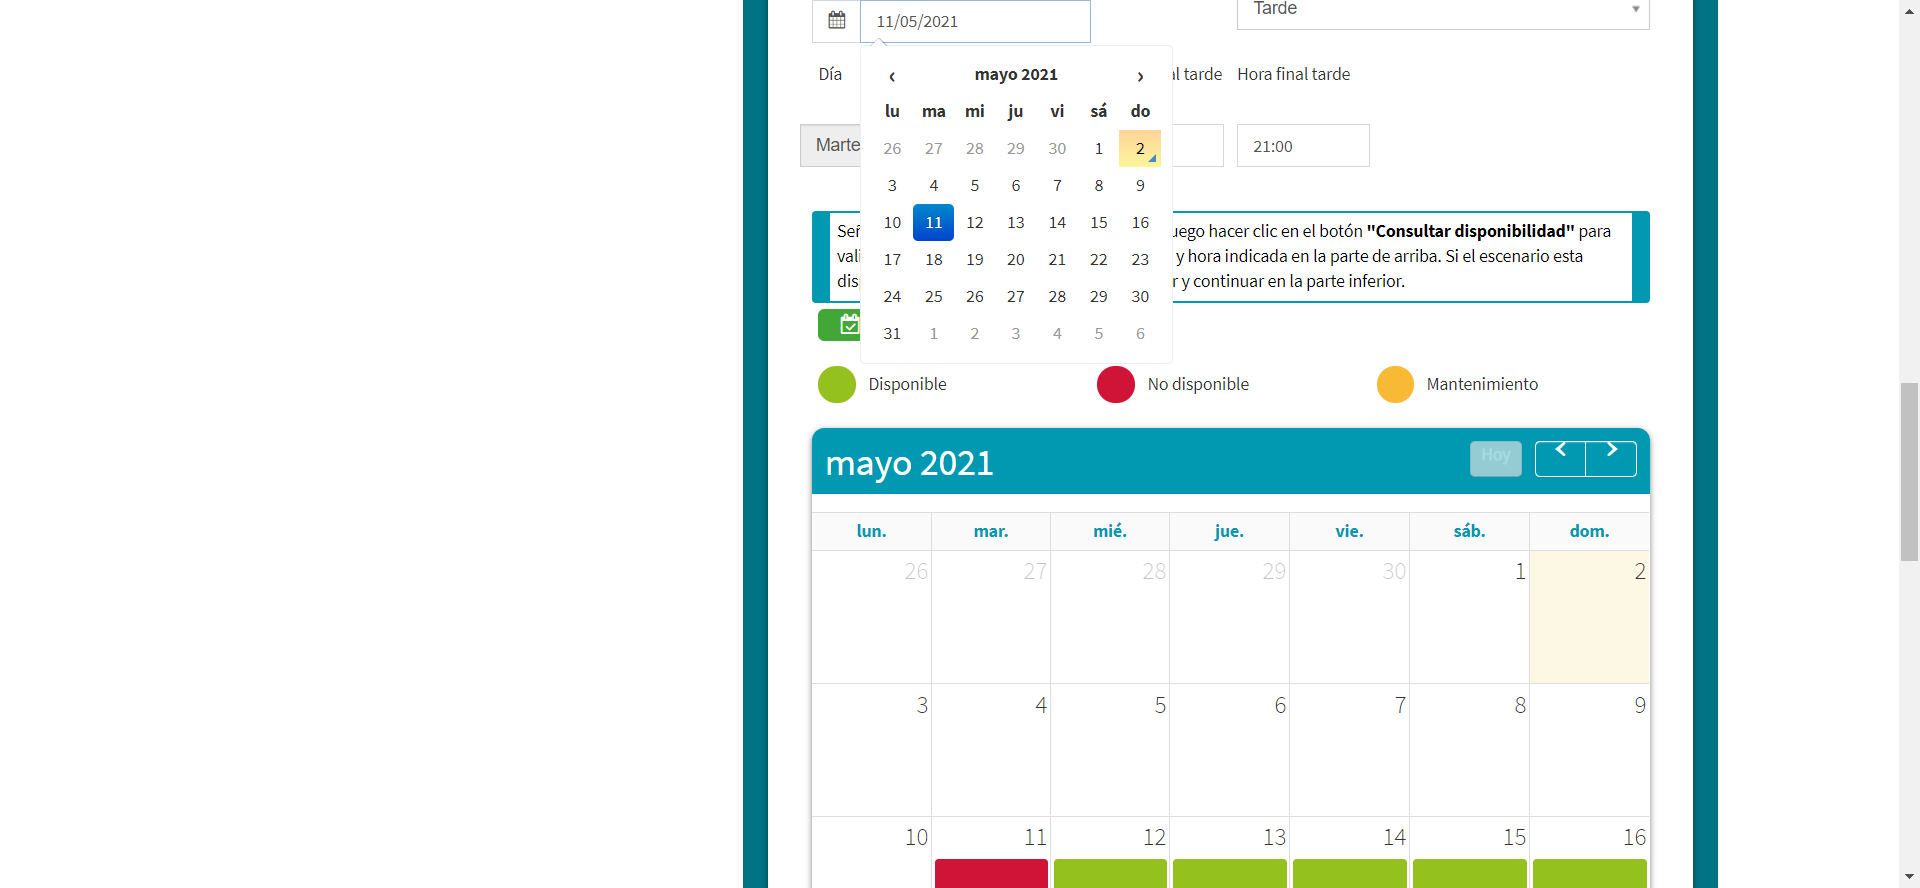 11/05/2021
Tarde
Día
al tarde
Hora final tarde
‹ mayo 2021 ›
lu ma mi ju vi sá do
26 27 28 29 30 1 2
3 4 5 6 7 8 9
10 11 12 13 14 15 16
17 18 19 20 21 22 23
24 25 26 27 28 29 30
31 1 2 3 4 5 6
Marte
21:00
uego hacer clic en el botón "Consultar disponibilidad" para
y hora indicada en la parte de arriba. Si el escenario esta
r y continuar en la parte inferior.
Disponible
No disponible
Mantenimiento
mayo 2021
Hoy
lun. mar. mié. jue. vie. sáb. dom.
26 27 28 29 30 1 2
3 4 5 6 7 8 9
10 11 12 13 14 15 16